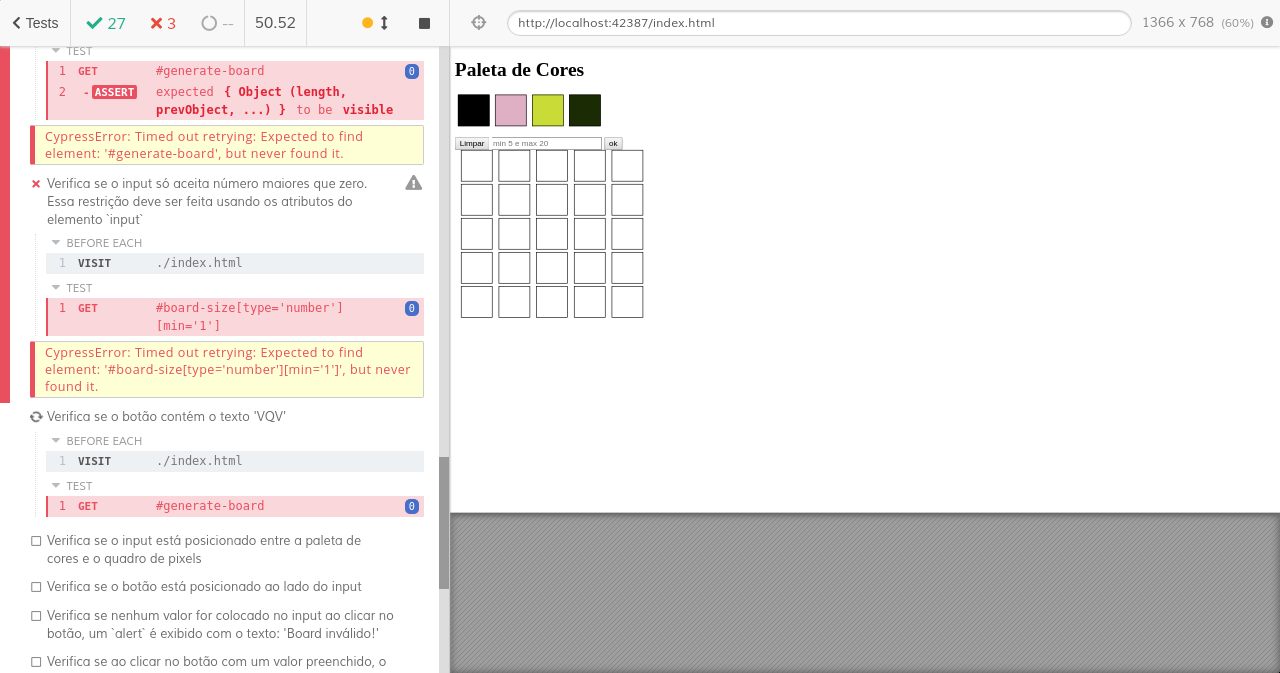 Tests 27 3 -- 50.52 http://localhost:42387/index.html 1366 x 768 (60%)
TEST
1 GET #generate-board 0
2 -ASSERT expected { Object (length,
prevObject, ...) } to be visible
CypressError: Timed out retrying: Expected to find
element: '#generate-board', but never found it.
Verifica se o input só aceita número maiores que zero.
Essa restrição deve ser feita usando os atributos do
elemento `input`
BEFORE EACH
1 VISIT ./index.html
TEST
1 GET #board-size[type='number'] 0
[min='1']
CypressError: Timed out retrying: Expected to find
element: '#board-size[type='number'][min='1']', but never
found it.
Verifica se o botão contém o texto 'VQV'
BEFORE EACH
1 VISIT ./index.html
TEST
1 GET #generate-board 0
Verifica se o input está posicionado entre a paleta de
cores e o quadro de pixels
Verifica se o botão está posicionado ao lado do input
Verifica se nenhum valor for colocado no input ao clicar no
botão, um `alert` é exibido com o texto: 'Board inválido!'
Verifica se ao clicar no botão com um valor preenchido, o
Paleta de Cores
Limpar min 5 e max 20 ok